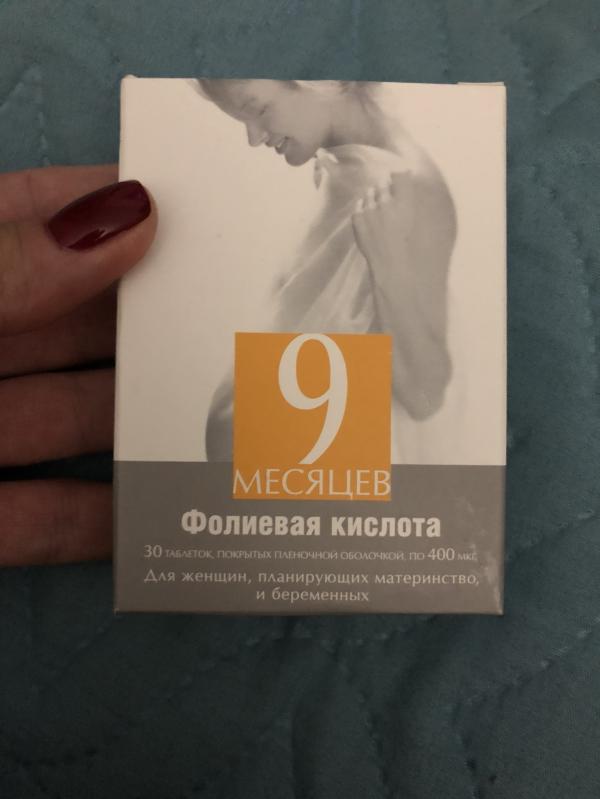 9
МЕСЯЦЕВ
Фолиевая кислота
30 ТАБЛЕТОК, ПОКРЫТЫХ ПЛЕНОЧНОЙ ОБОЛОЧКОЙ, ПО 400 МКГ
Для женщин, планирующих материнство,
и беременных